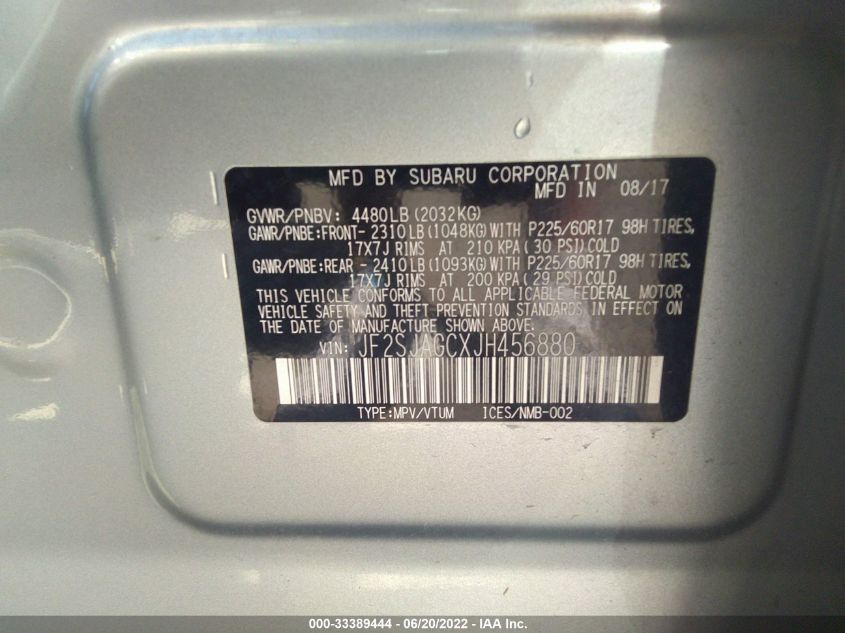 MFD BY SUBARU CORPORATION
MFD IN 08/17
GVWR/PNBV: 4480LB(2032KG)
GAWR/PNBE:FRONT-2310LB(1048KG)WITH P225/60R17 98H TIRES,
17X7J RIMS AT 210 KPA(30 PSI)COLD
GAWR/PNBE:REAR -2410LB(1093KG)WITH P225/60R17 98H TIRES,
17X7J RIMS AT 200 KPA(29 PSI)COLD
THIS VEHICLE CONFORMS TO ALL APPLICABLE FEDERAL MOTOR
VEHICLE SAFETY AND THEFT PREVENTION STANDARDS IN EFFECT ON
THE DATE OF MANUFACTURE SHOWN ABOVE.
VIN: JF2SJAGCXJH456880
TYPE:MPV/VTUM ICES/NMB-002
000-33389444 - 06/20/2022 - IAA Inc.